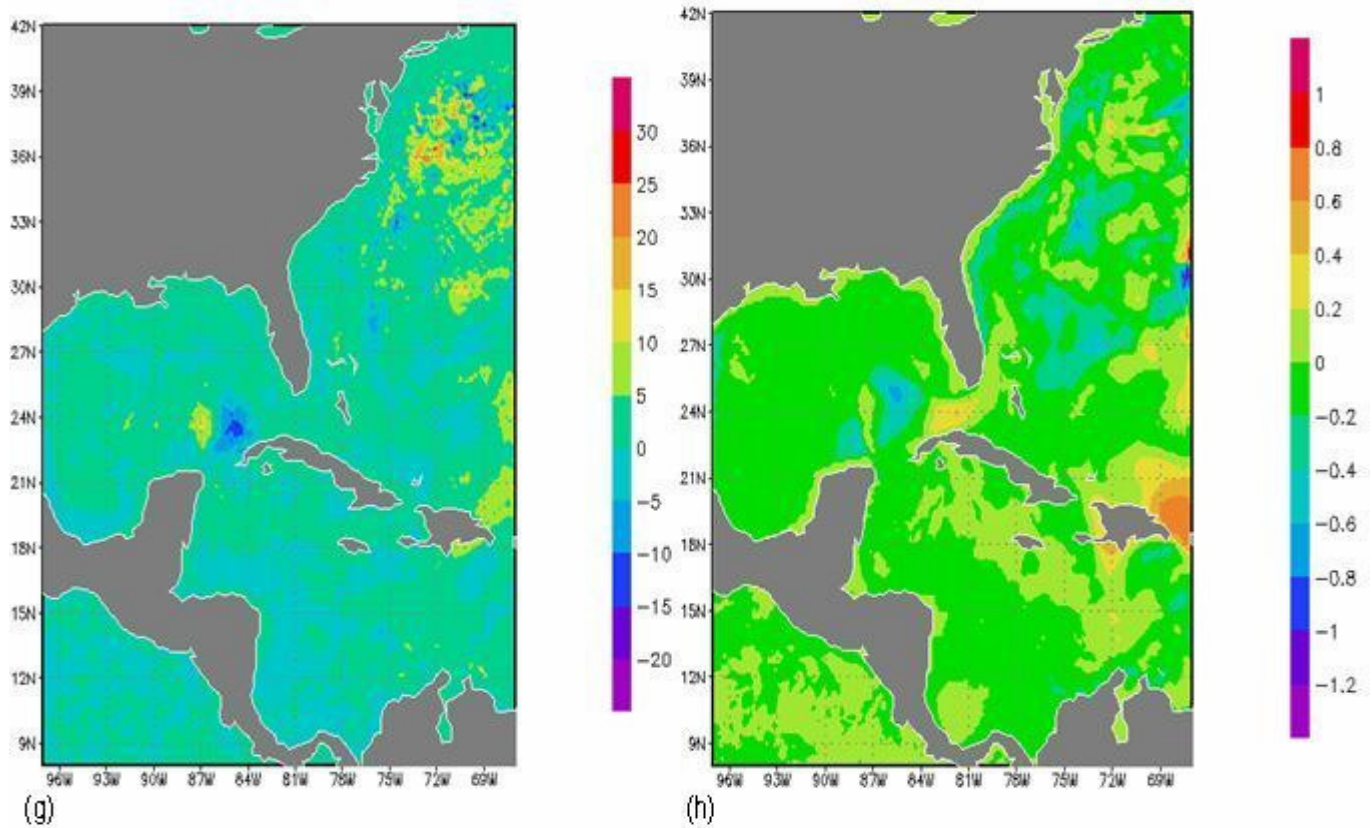 42N
39N
36N
33N
30N
27N
24N
21N
18N
15N
12N
9N
96W 93W 90W 87W 84W 81W 78W 75W 72W 69W
30
25
20
15
10
5
0
−5
−10
−15
−20
(g)
42N
39N
36N
33N
30N
27N
24N
21N
18N
15N
12N
9N
96W 93W 90W 87W 84W 81W 78W 75W 72W 69W
1
0.8
0.6
0.4
0.2
0
−0.2
−0.4
−0.6
−0.8
−1
−1.2
(h)